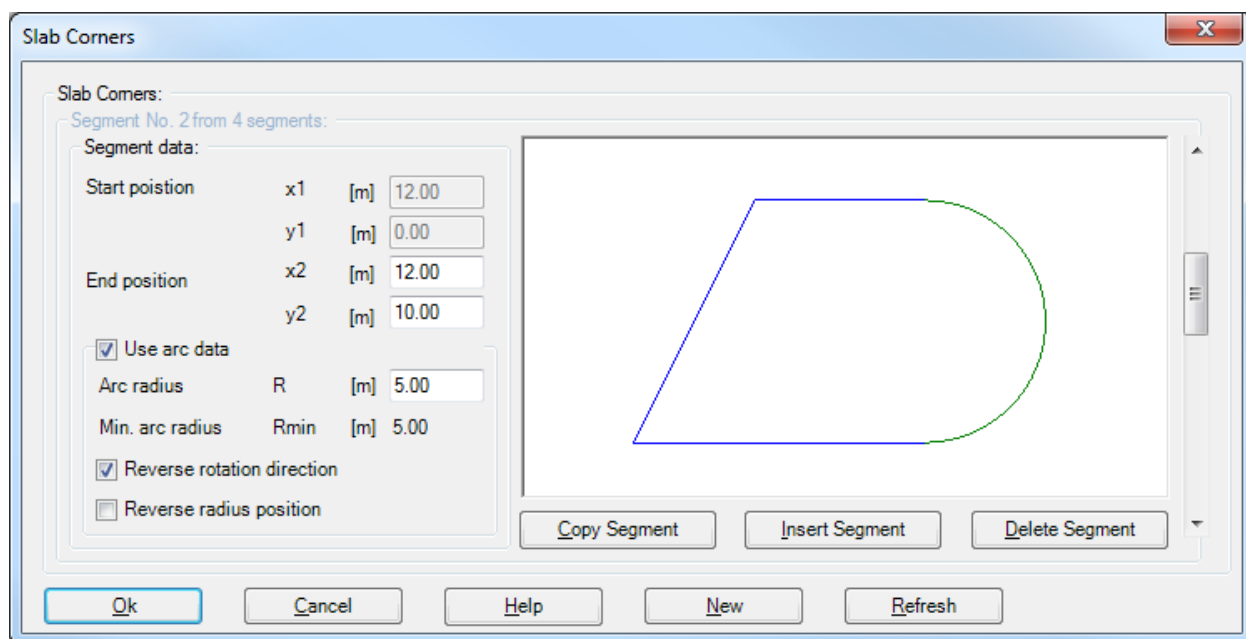 Slab Corners
Slab Corners:
Segment No. 2 from 4 segments:
Segment data:
Start poistion x1 [m] 12.00
y1 [m] 0.00
End position x2 [m] 12.00
y2 [m] 10.00
Use arc data
Arc radius R [m] 5.00
Min. arc radius Rmin [m] 5.00
Reverse rotation direction
Reverse radius position
Copy Segment Insert Segment Delete Segment
Ok Cancel Help New Refresh